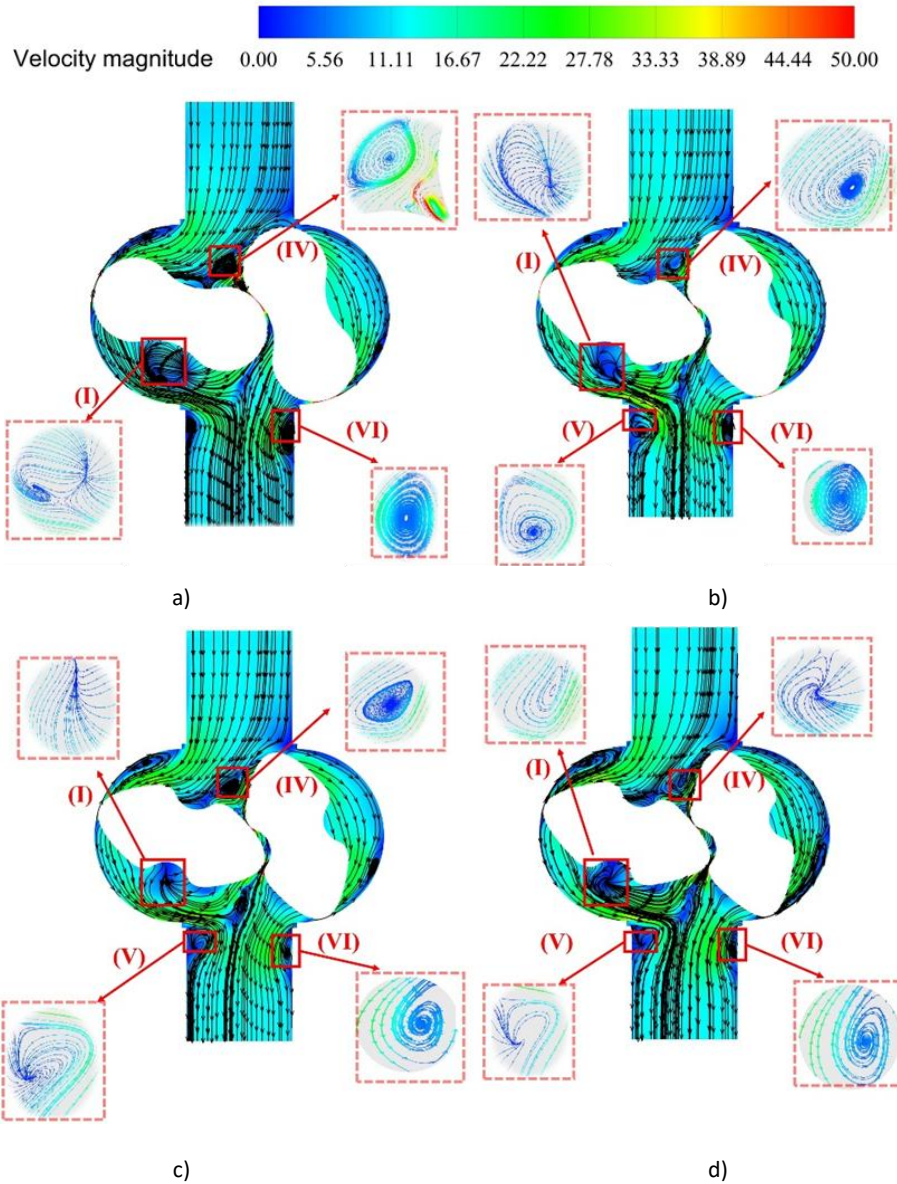 Velocity magnitude 0.00 5.56 11.11 16.67 22.22 27.78 33.33 38.89 44.44 50.00
(IV)
(I)
(VI)
(I)
(IV)
(V)
(VI)
a) b)
(I)
(IV)
(V)
(VI)
(I)
(IV)
(V)
(VI)
c) d)